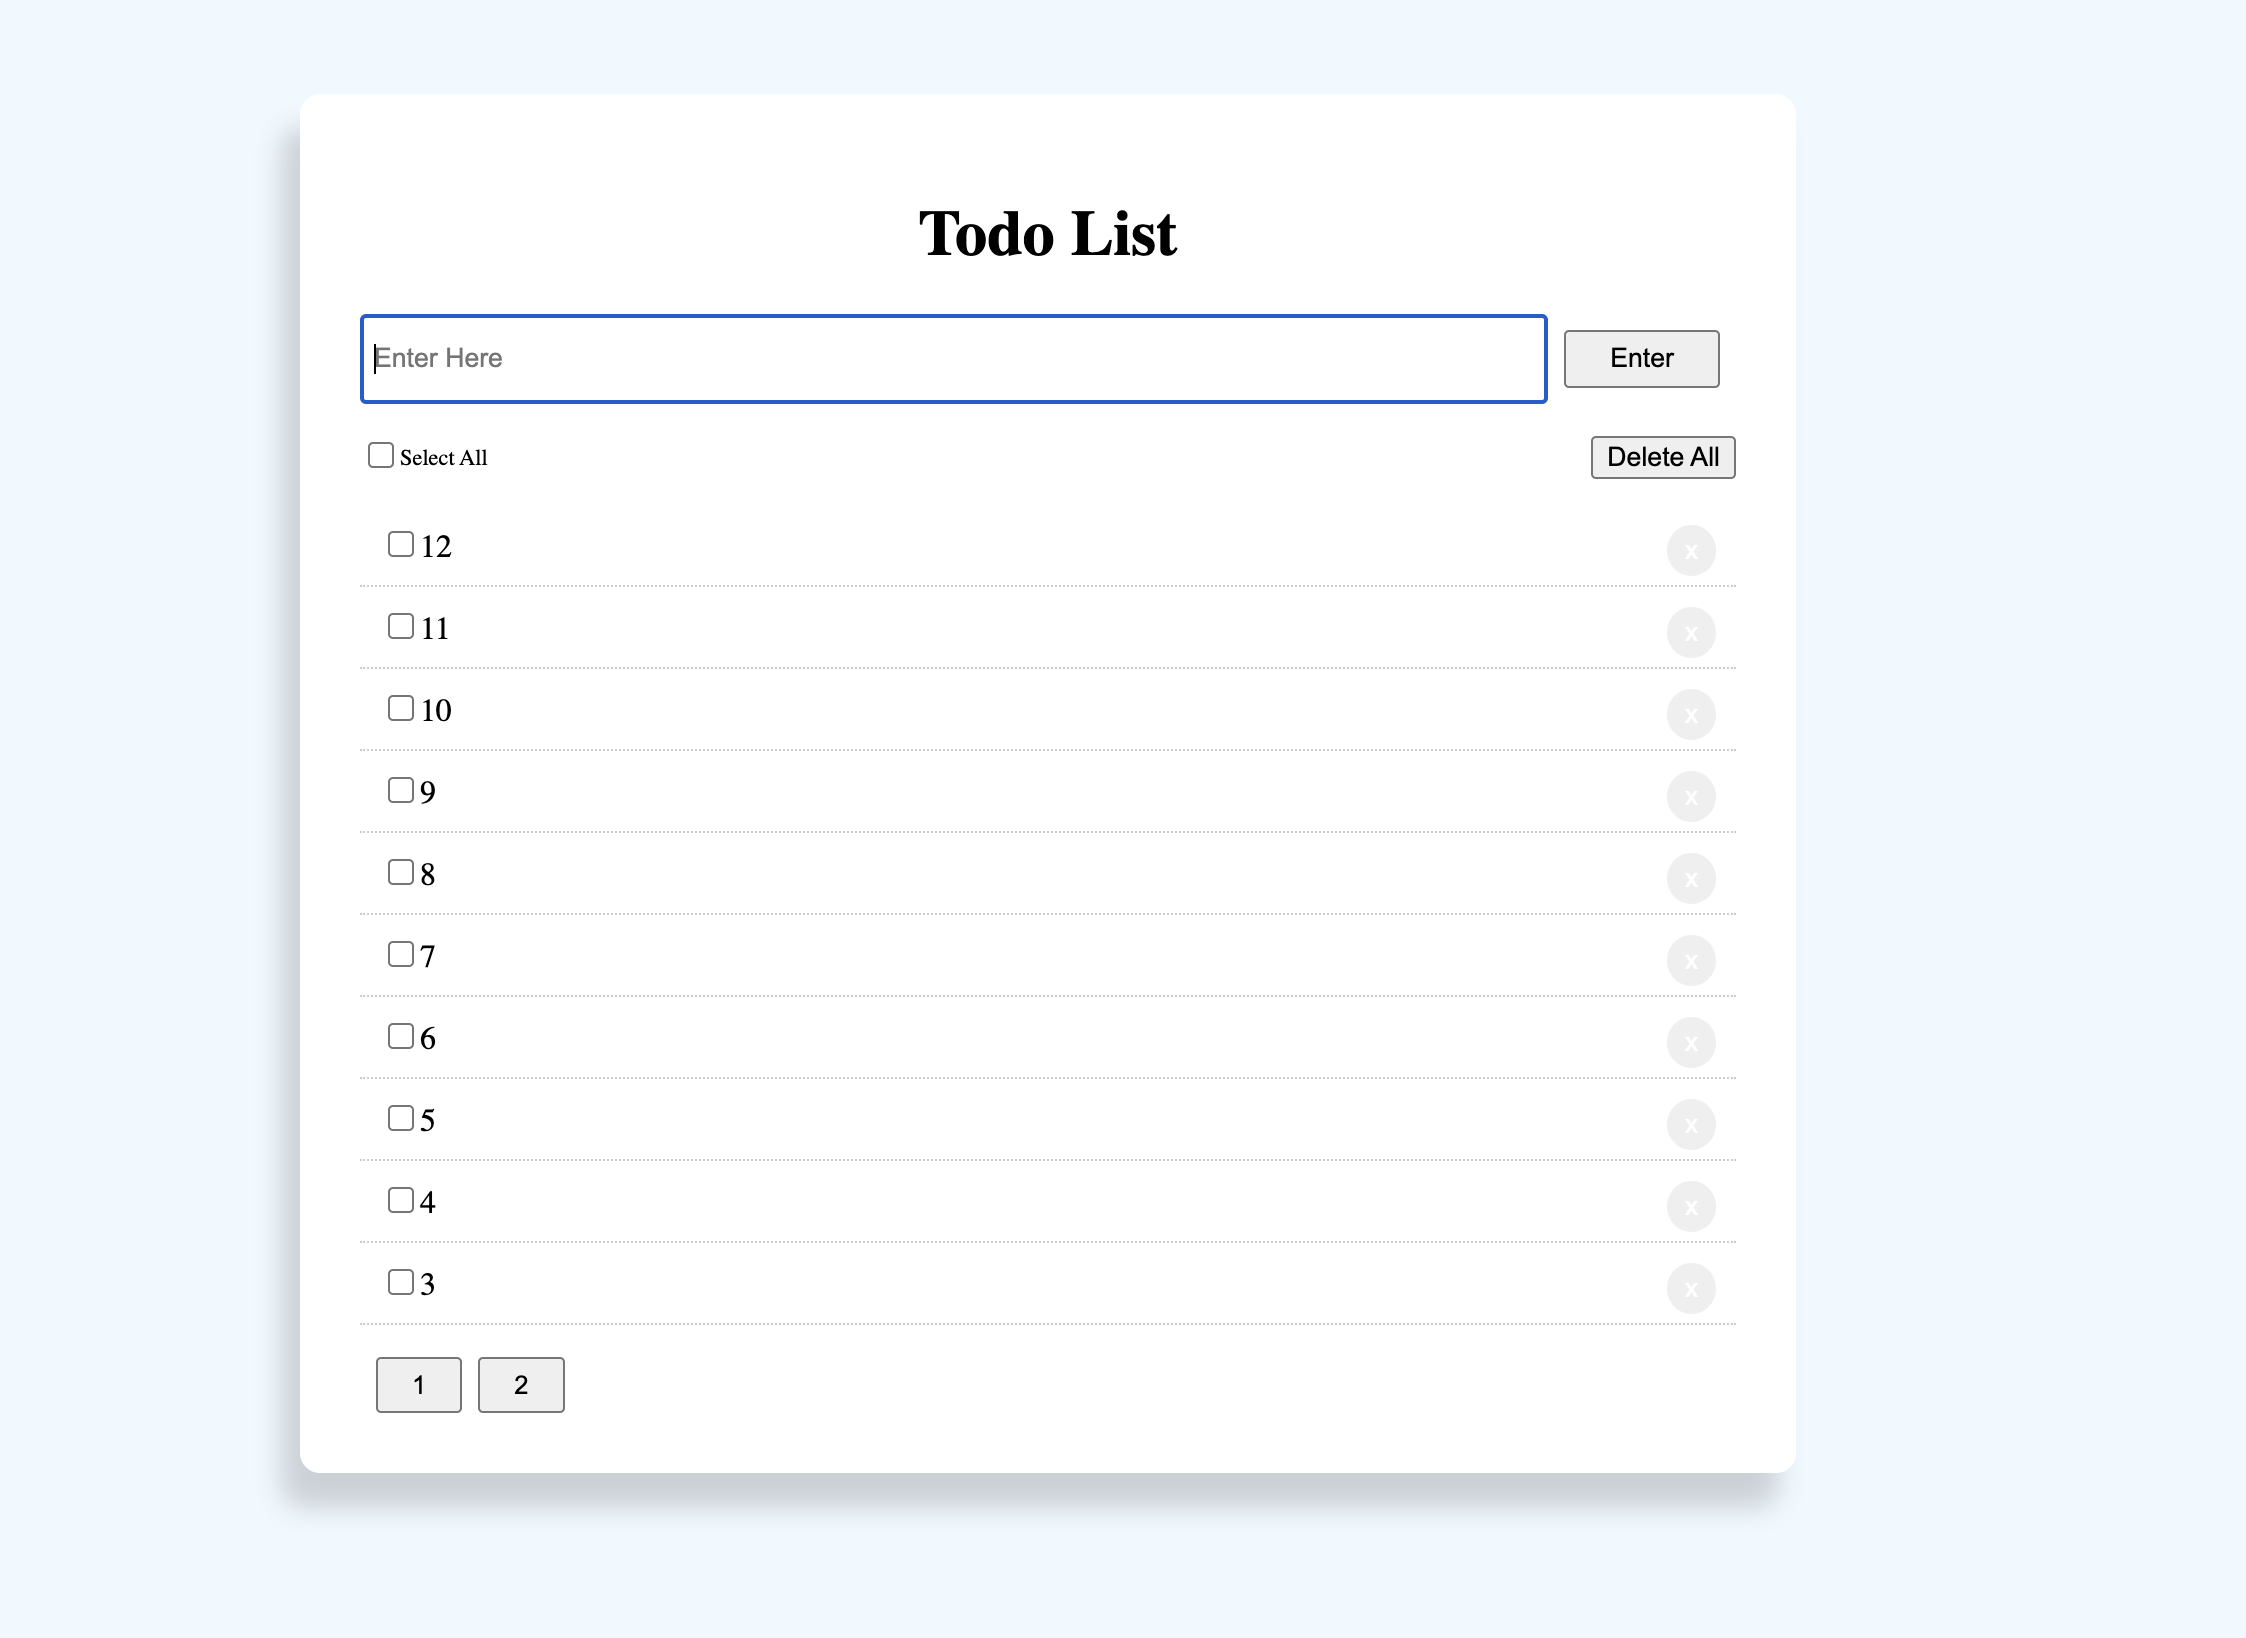 Todo List
Enter Here
Enter
Select All
Delete All
12 x
11 x
10 x
9 x
8 x
7 x
6 x
5 x
4 x
3 x
1 2